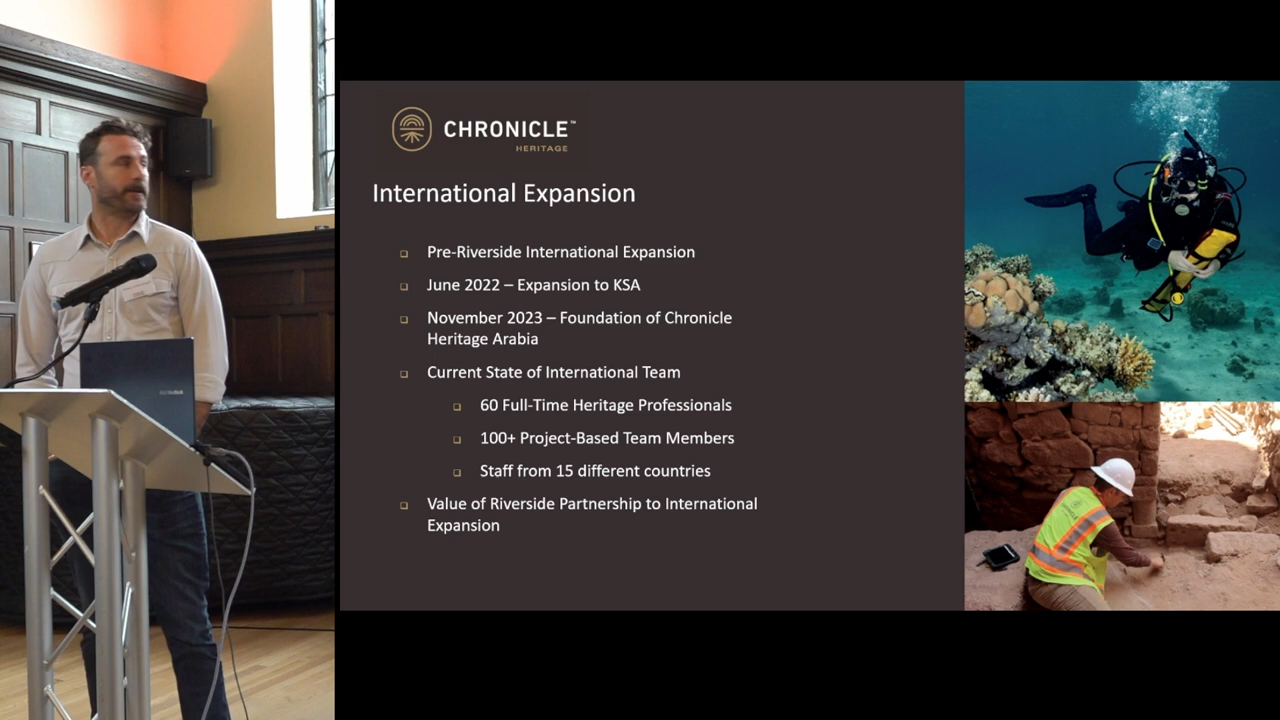 CHRONICLE™
HERITAGE
International Expansion
Pre-Riverside International Expansion
June 2022 – Expansion to KSA
November 2023 – Foundation of Chronicle
Heritage Arabia
Current State of International Team
60 Full-Time Heritage Professionals
100+ Project-Based Team Members
Staff from 15 different countries
Value of Riverside Partnership to International
Expansion